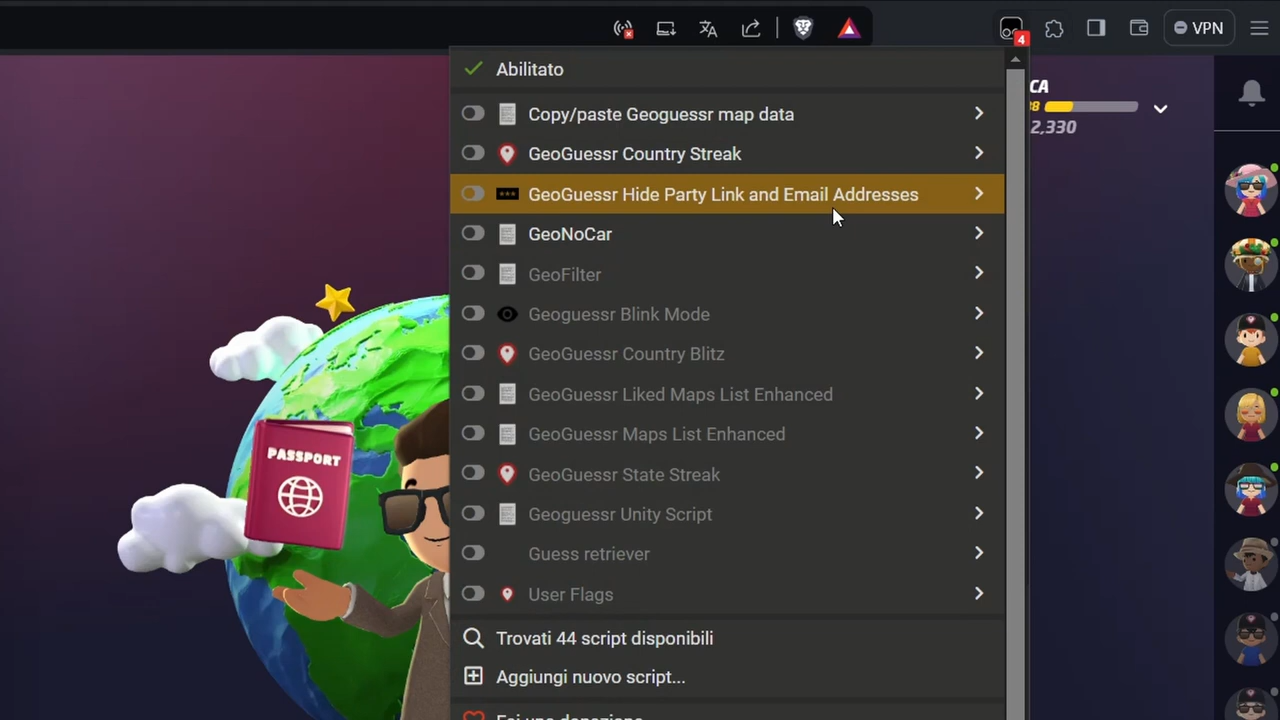 VPN
4
Abilitato
CA
Copy/paste Geoguessr map data
2,330
GeoGuessr Country Streak
GeoGuessr Hide Party Link and Email Addresses
GeoNoCar
GeoFilter
Geoguessr Blink Mode
GeoGuessr Country Blitz
GeoGuessr Liked Maps List Enhanced
GeoGuessr Maps List Enhanced
PASSPORT
GeoGuessr State Streak
Geoguessr Unity Script
Guess retriever
User Flags
Trovati 44 script disponibili
Aggiungi nuovo script...